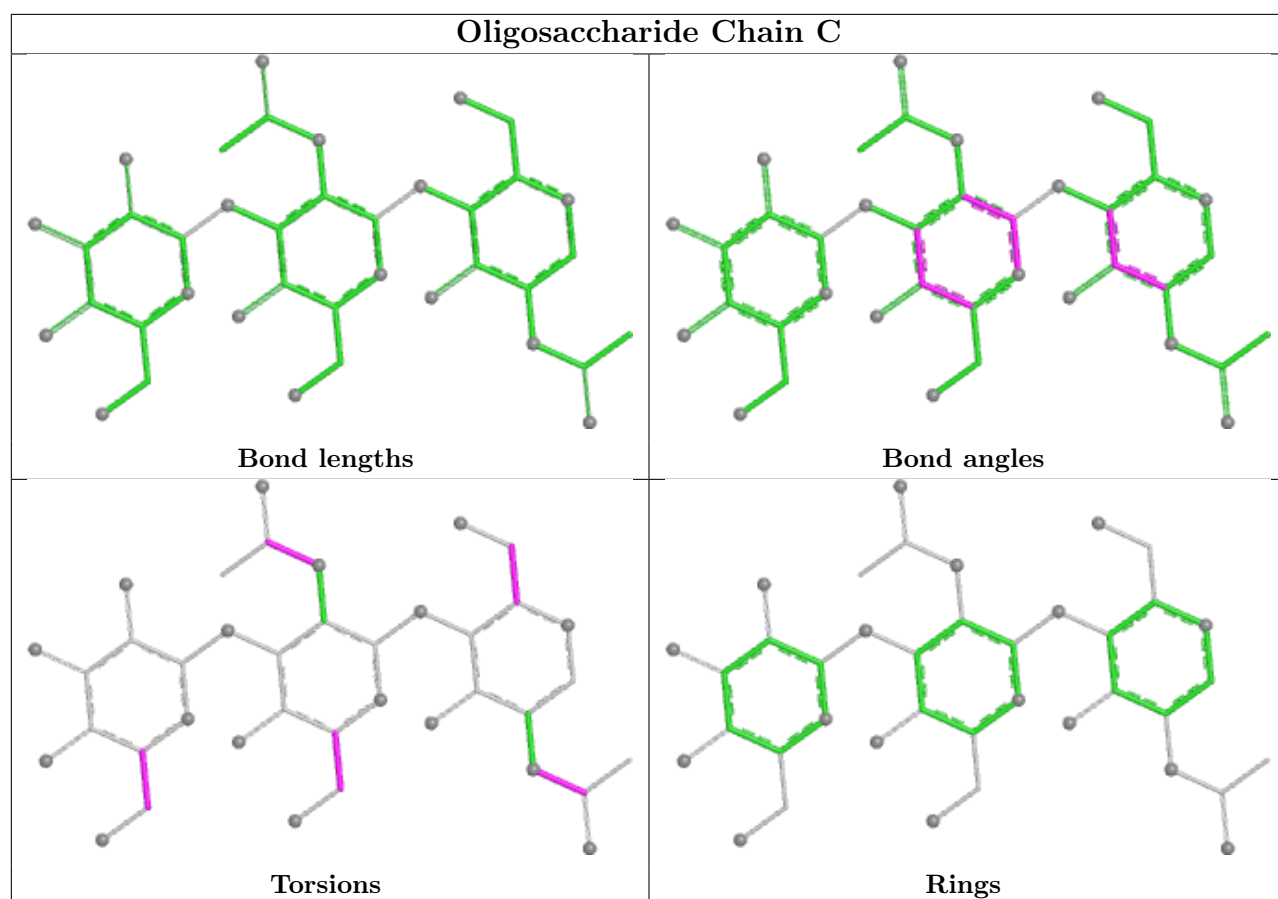 Oligosaccharide Chain C
Bond lengths
Bond angles
Torsions
Rings